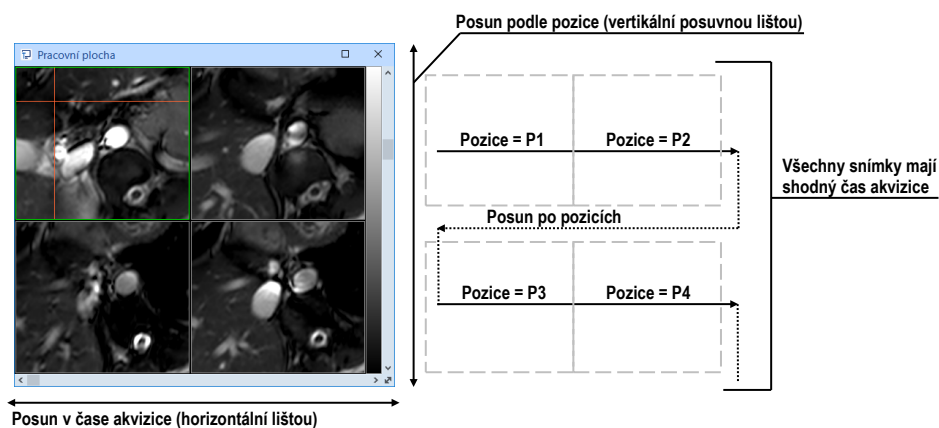 Posun podle pozice (vertikální posuvnou lištou)
Pracovní plocha
Pozice = P1
Pozice = P2
Všechny snímky mají
shodný čas akvizice
Posun po pozicích
Pozice = P3
Pozice = P4
Posun v čase akvizice (horizontální lištou)